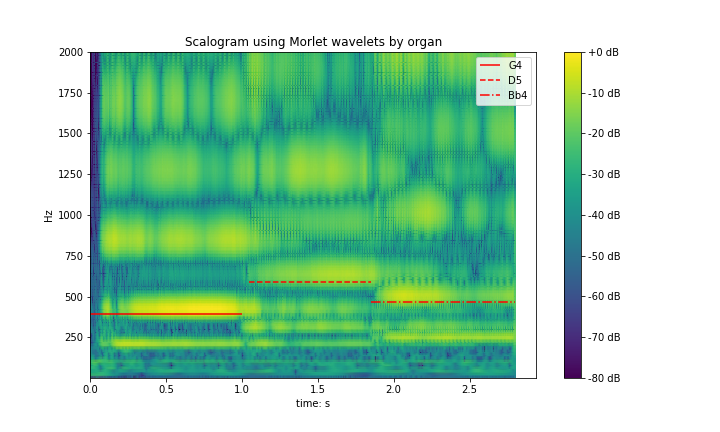 Scalogram using Morlet wavelets by organ
2000
1750
1500
1250
1000
750
500
250
Hz
0.0
0.5
1.0
1.5
2.0
2.5
time: s
G4
D5
Bb4
+0 dB
-10 dB
-20 dB
-30 dB
-40 dB
-50 dB
-60 dB
-70 dB
-80 dB